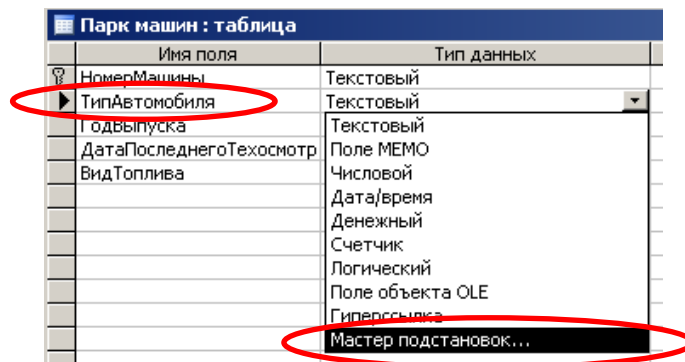 Парк машин : таблица
Имя поля Тип данных
НомерМашины Текстовый
ТипАвтомобиля Текстовый
ГодВыпуска Текстовый
ДатаПоследнегоТехосмотр Поле МЕМО
ВидТоплива Числовой
Дата/время
Денежный
Счетчик
Логический
Поле объекта OLE
Гиперссылка
Мастер подстановок...